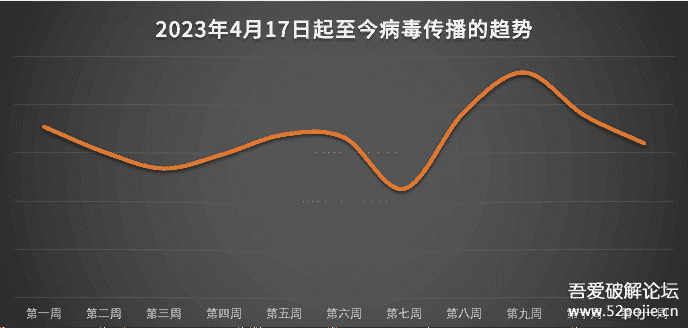 2023年4月17日起至今病毒传播的趋势
第一周 第二周 第三周 第四周 第五周 第六周 第七周 第八周 第九周
吾爱破解论坛
www.52pojie.cn